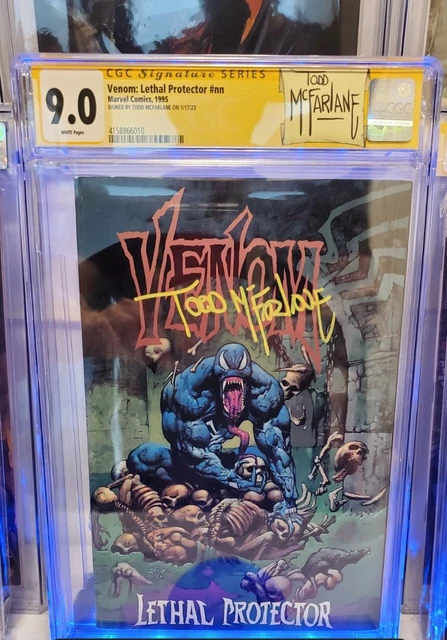 CGC Signature SERIES
9.0
WHITE Pages
Venom: Lethal Protector #nn
Marvel Comics, 1995
SIGNED BY TODD MCFARLANE ON 1/17/23
4158866010
TODD
McFARLANE
CGC
VENOM
TODD McFARLANE
LETHAL PROTECTOR